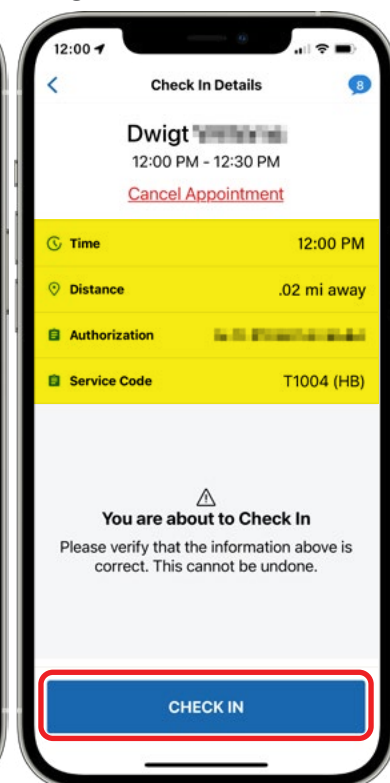 12:00
Check In Details
8
Dwigt
12:00 PM - 12:30 PM
Cancel Appointment
Time 12:00 PM
Distance .02 mi away
Authorization
Service Code T1004 (HB)
You are about to Check In
Please verify that the information above is
correct. This cannot be undone.
CHECK IN